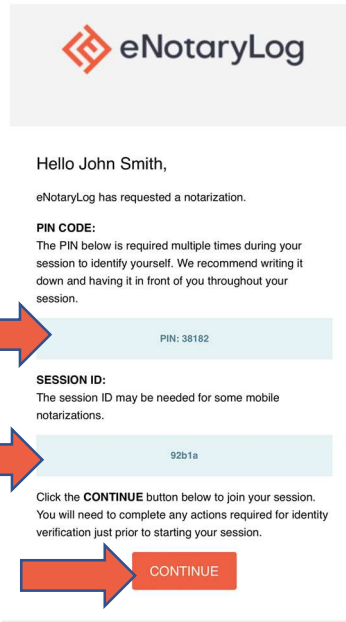 eNotaryLog
Hello John Smith,
eNotaryLog has requested a notarization.
PIN CODE:
The PIN below is required multiple times during your
session to identify yourself. We recommend writing it
down and having it in front of you throughout your
session.
PIN: 38182
SESSION ID:
The session ID may be needed for some mobile
notarizations.
92b1a
Click the CONTINUE button below to join your session.
You will need to complete any actions required for identity
verification just prior to starting your session.
CONTINUE